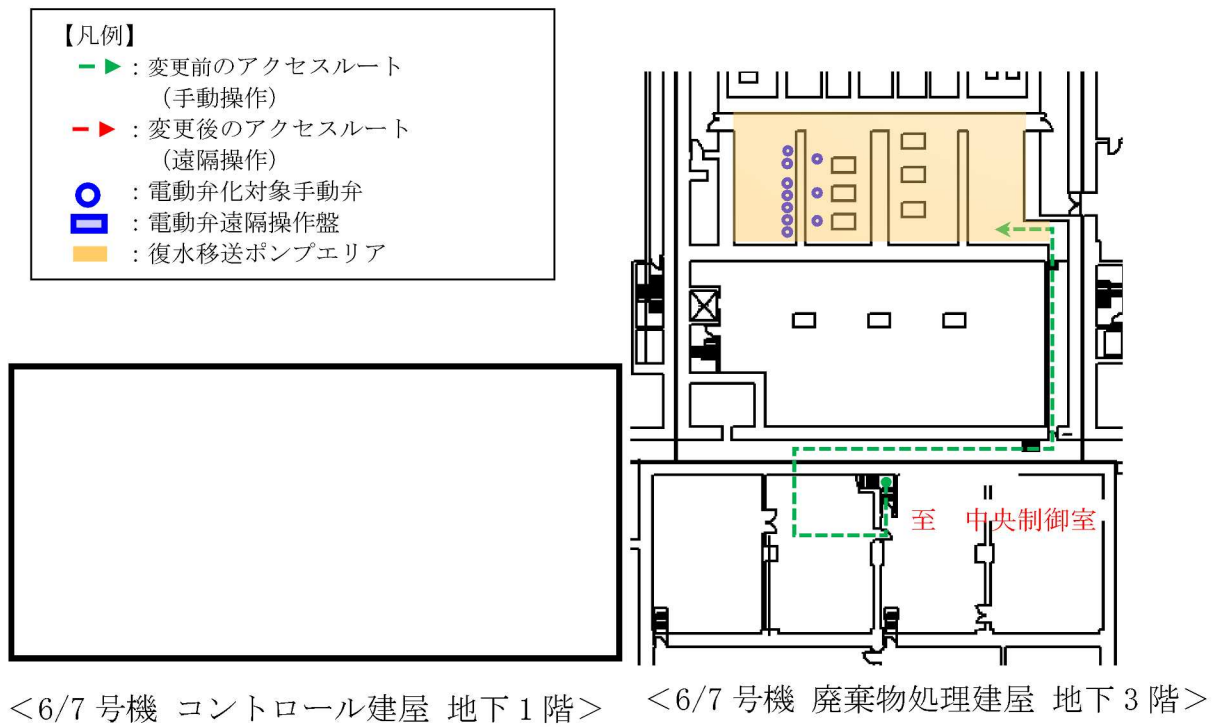 【凡例】
：変更前のアクセスルート
（手動操作）
：変更後のアクセスルート
（遠隔操作）
：電動弁化対象手動弁
：電動弁遠隔操作盤
：復水移送ポンプエリア
至 中央制御室
＜6/7 号機 コントロール建屋 地下 1 階＞
＜6/7 号機 廃棄物処理建屋 地下 3 階＞